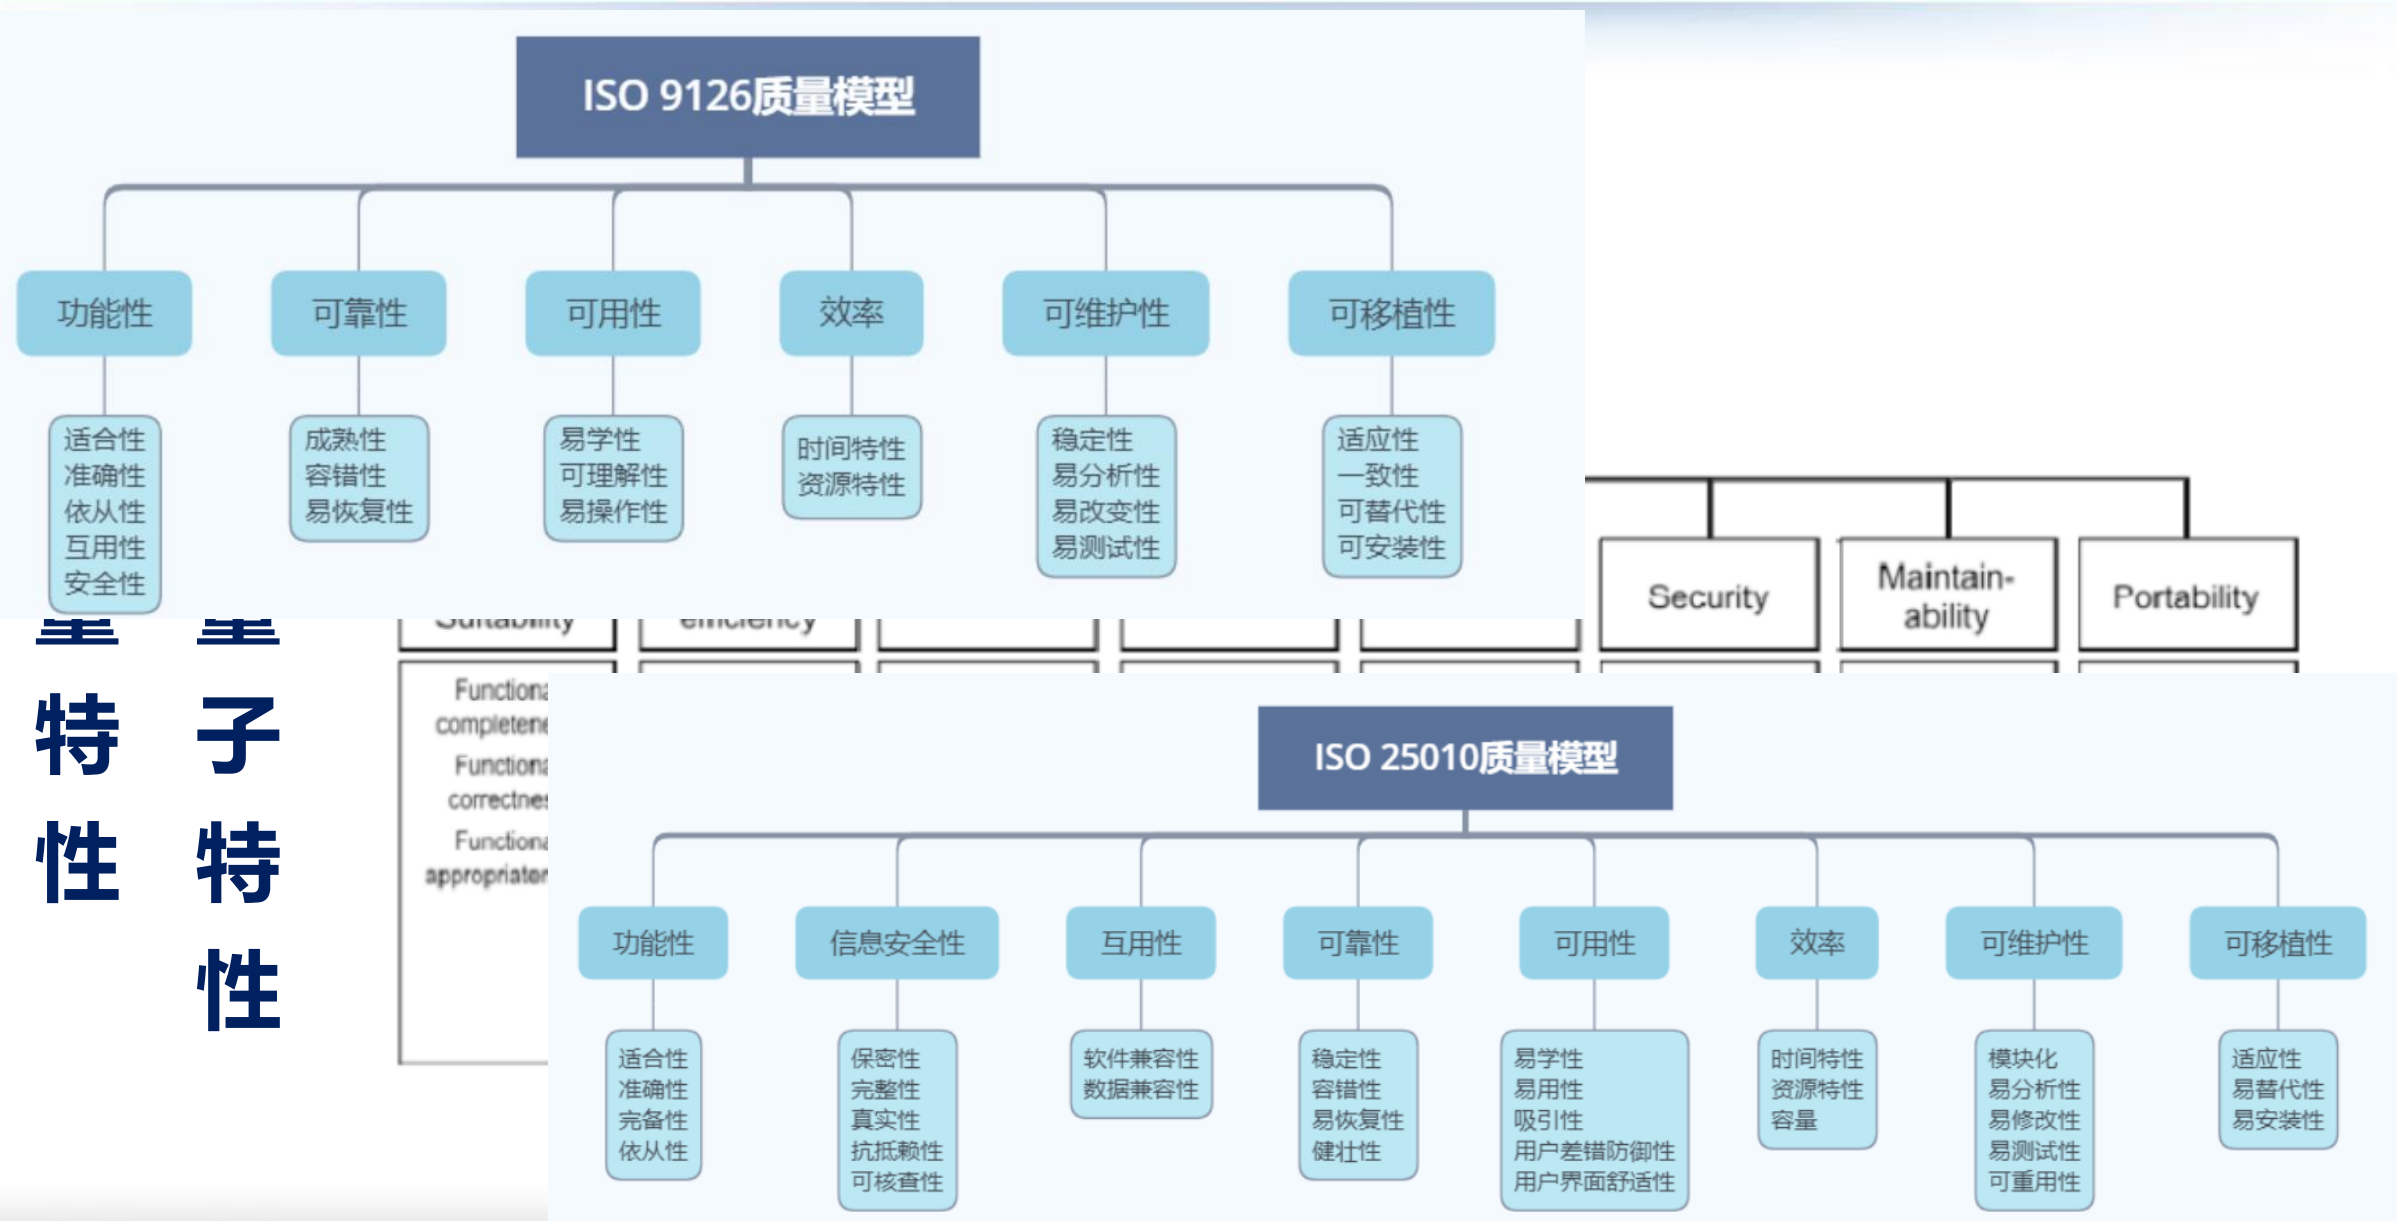 ISO 9126质量模型
功能性
可靠性
可用性
效率
可维护性
可移植性
适合性
准确性
依从性
互用性
安全性
成熟性
容错性
易恢复性
易学性
可理解性
易操作性
时间特性
资源特性
稳定性
易分析性
易改变性
易测试性
适应性
一致性
可替代性
可安装性
Security
Maintain-
ability
Portability
Suitability
efficiency
量
特
性
量
子
特
性
Functiona
completene
Functiona
correctnes
Functiona
appropriaten
ISO 25010质量模型
功能性
信息安全性
互用性
可靠性
可用性
效率
可维护性
可移植性
适合性
准确性
完备性
依从性
保密性
完整性
真实性
抗抵赖性
可核查性
软件兼容性
数据兼容性
稳定性
容错性
易恢复性
健壮性
易学性
易用性
吸引性
用户差错防御性
用户界面舒适性
时间特性
资源特性
容量
模块化
易分析性
易修改性
易测试性
可重用性
适应性
易替代性
易安装性